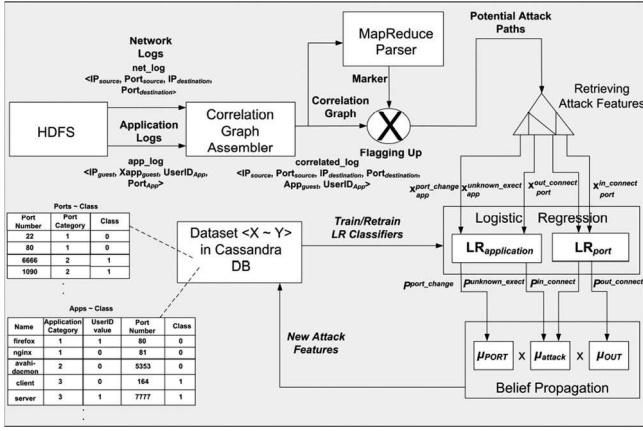 Network
Logs
net_log
<IPsource, Portsource, IPdestination,
Portdestination>
HDFS
Application
Logs
app_log
<IPguest, Xappguest, UserIDApp,
PortApp>
Correlation
Graph
Assembler
MapReduce
Parser
Marker
Correlation
Graph
X
Flagging Up
correlated_log
<IPsource, Portsource, IPdestination, Portdestination,
Appguest, UserIDApp>
Potential Attack
Paths
Retrieving
Attack Features
Xport_change app
Xunknown_exect app
Xout_connect port
Xin_connect port
Logistic Regression
LRapplication
LRport
Pport_change
Punknown_exect
Pin_connect
Pout_connect
μPORT X μattack X μOUT
Belief Propagation
Dataset <X ~ Y>
in Cassandra
DB
Train/Retrain
LR Classifiers
New Attack
Features
Ports ~ Class
Port Number Port Category Class
22 1 0
80 1 0
6666 2 1
1090 2 1
Apps ~ Class
Name Application Category UserID value Port Number Class
firefox 1 1 80 0
nginx 1 0 81 0
avahi-daemon 2 0 5353 0
client 3 0 164 1
server 3 1 7777 1